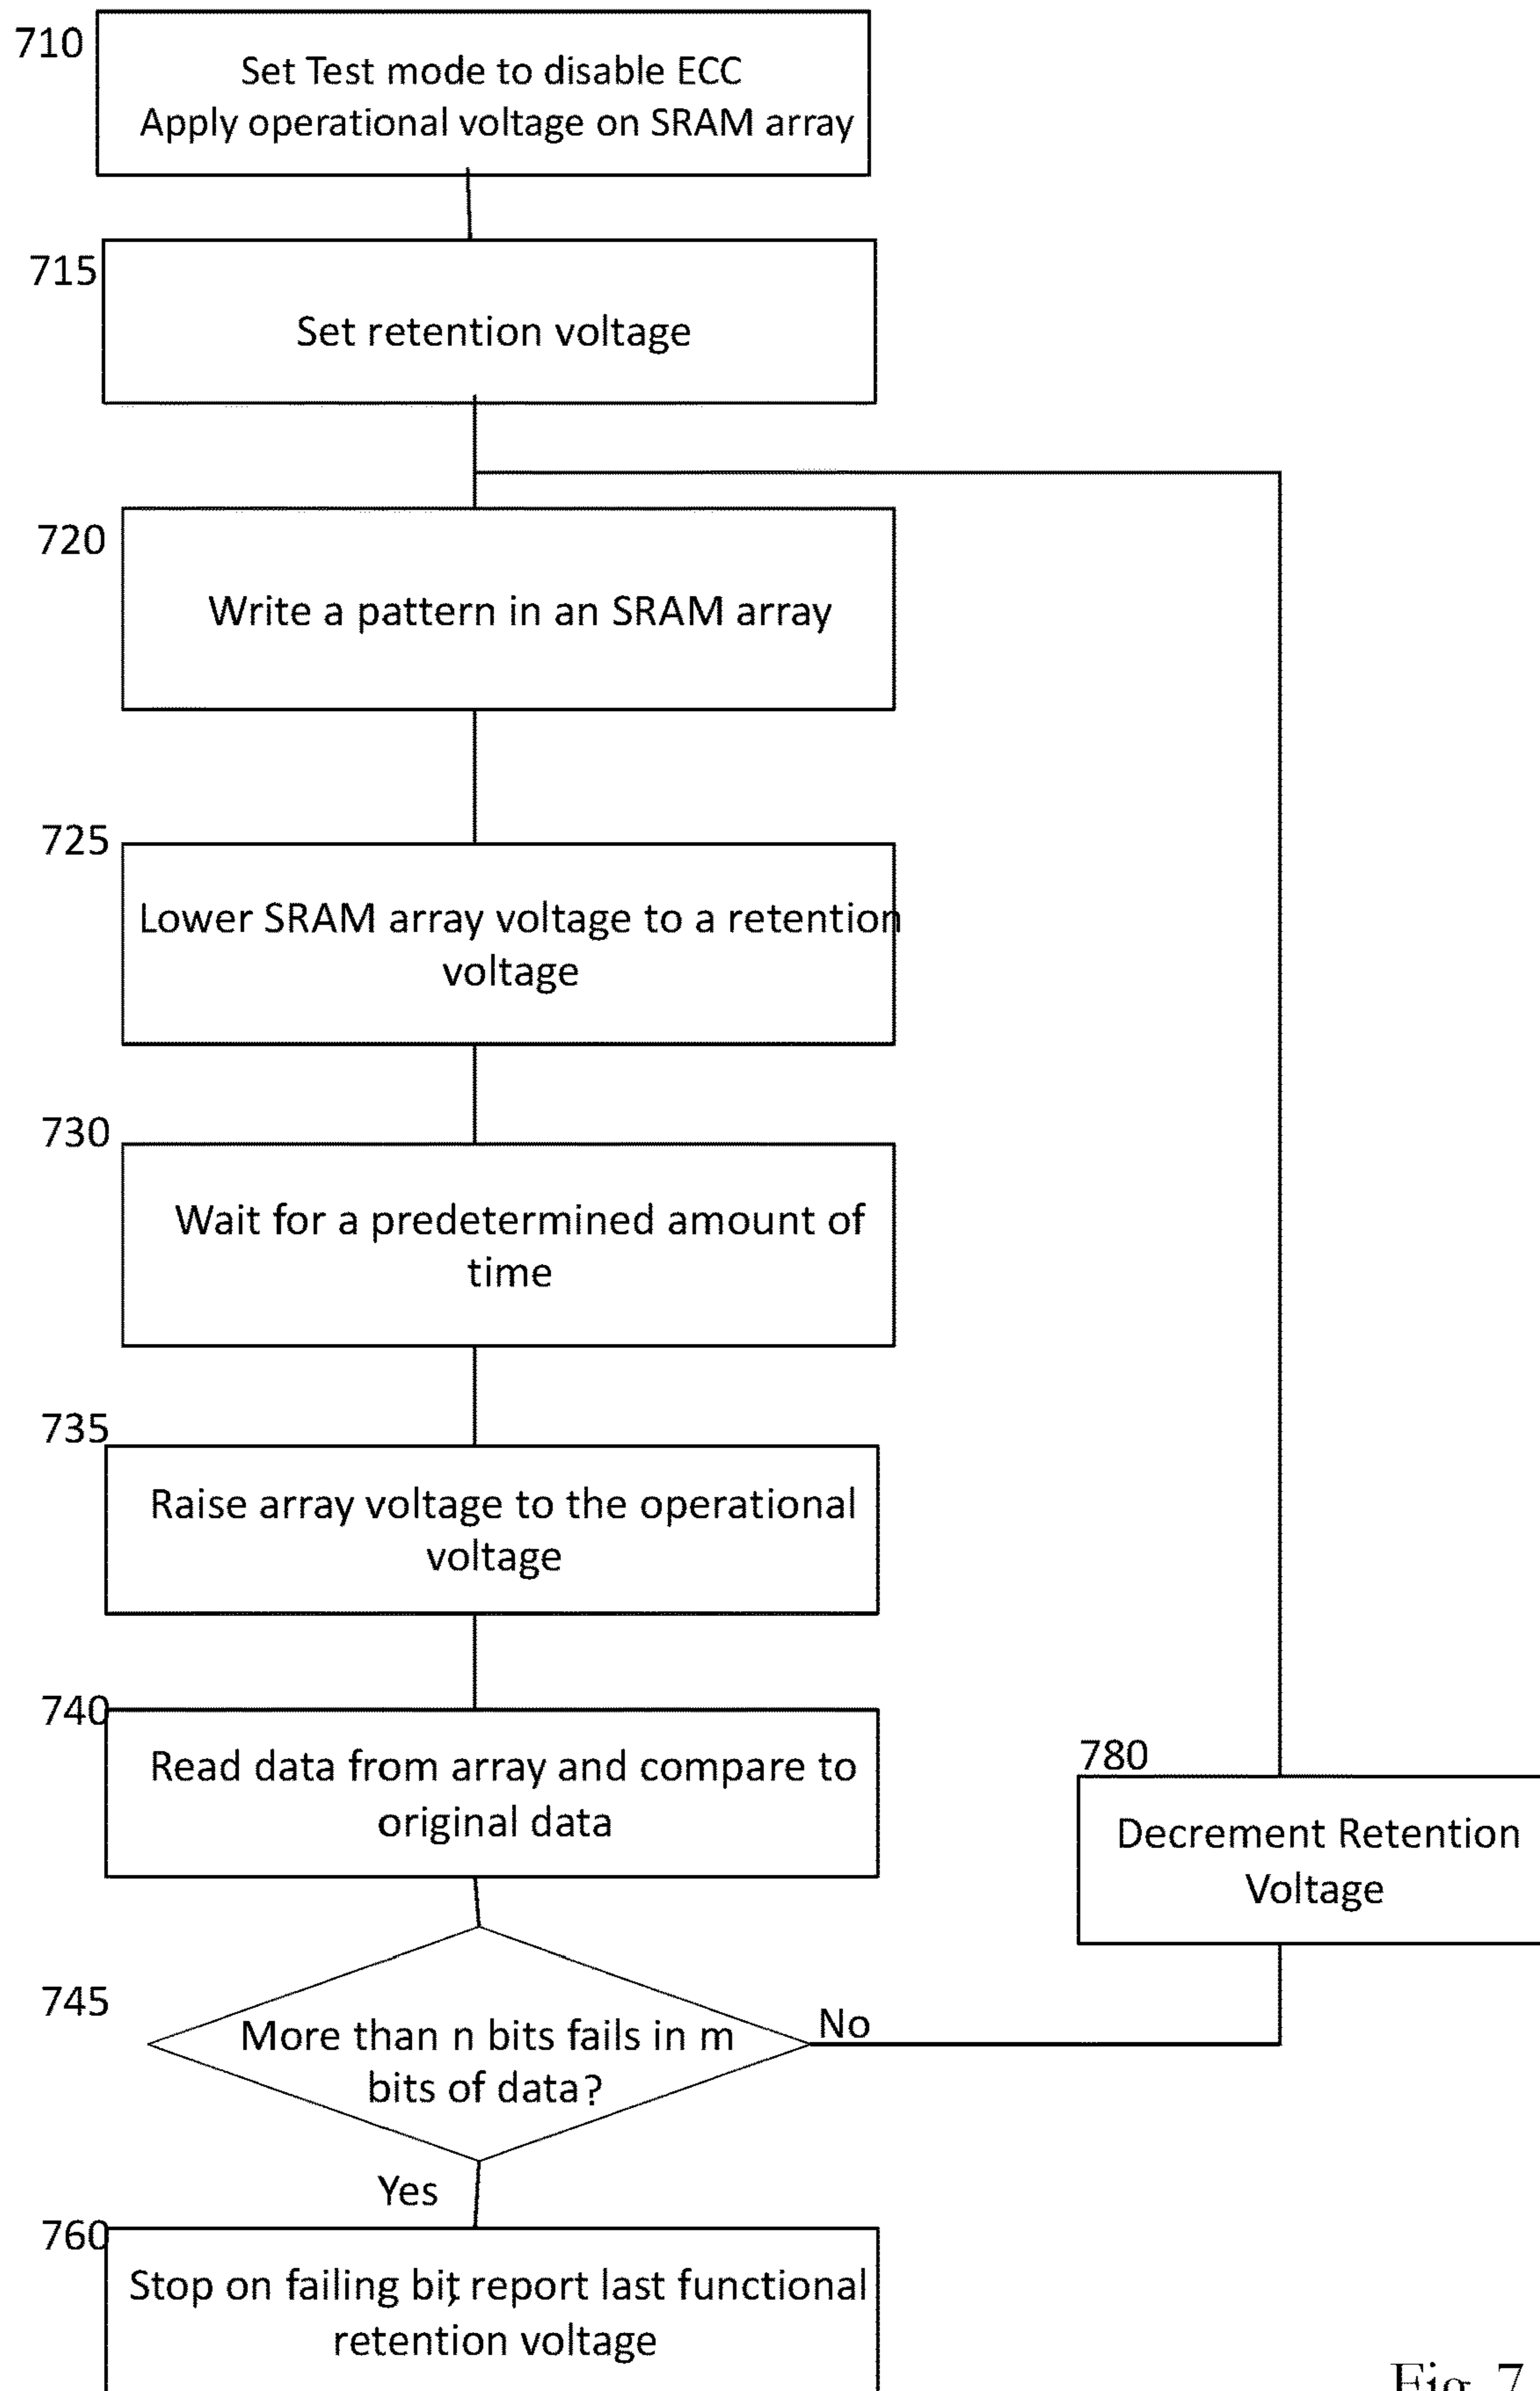 710
Set Test mode to disable ECC
Apply operational voltage on SRAM array
715
Set retention voltage
720
Write a pattern in an SRAM array
725
Lower SRAM array voltage to a retention
voltage
730
Wait for a predetermined amount of
time
735
Raise array voltage to the operational
voltage
740
Read data from array and compare to
original data
780
Decrement Retention
Voltage
745
More than n bits fails in m
bits of data?
No
Yes
760
Stop on failing bit, report last functional
retention voltage
Fig. 7